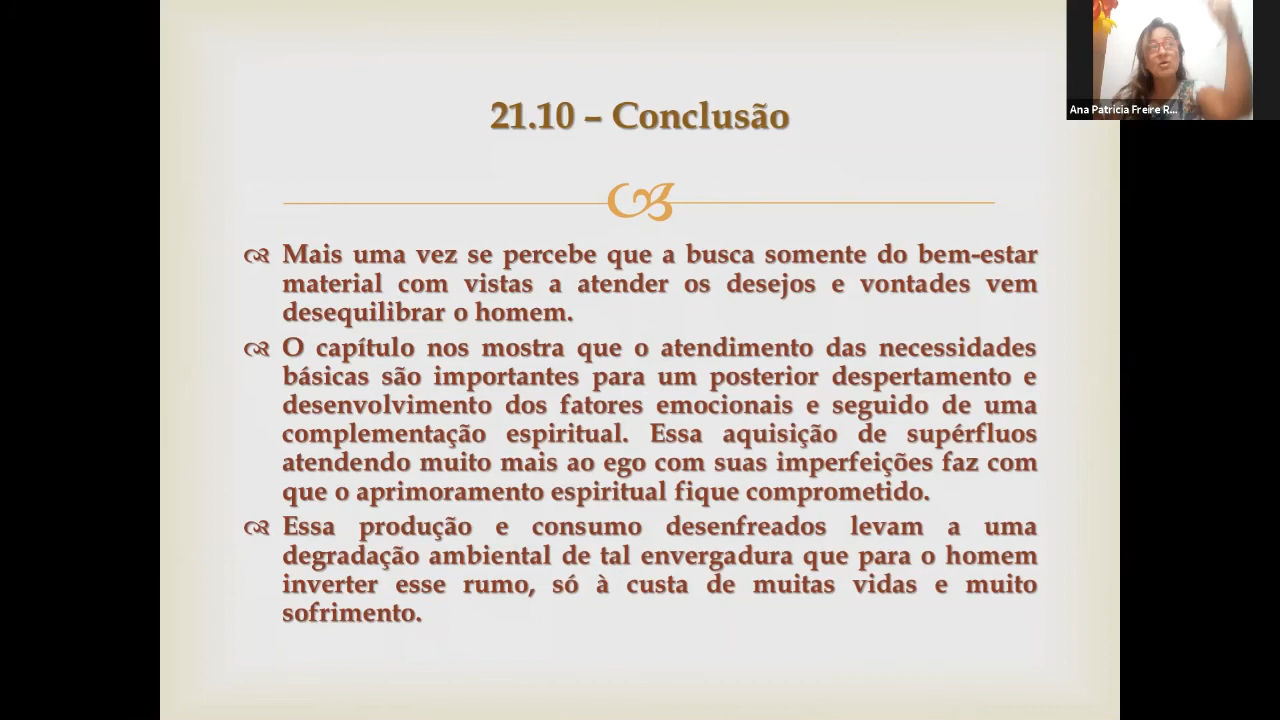 21.10 – Conclusão
Mais uma vez se percebe que a busca somente do bem-estar
material com vistas a atender os desejos e vontades vem
desequilibrar o homem.
O capítulo nos mostra que o atendimento das necessidades
básicas são importantes para um posterior despertamento e
desenvolvimento dos fatores emocionais e seguido de uma
complementação espiritual. Essa aquisição de supérfluos
atendendo muito mais ao ego com suas imperfeições faz com
que o aprimoramento espiritual fique comprometido.
Essa produção e consumo desenfreados levam a uma
degradação ambiental de tal envergadura que para o homem
inverter esse rumo, só à custa de muitas vidas e muito
sofrimento.
Ana Patricia Freire R...